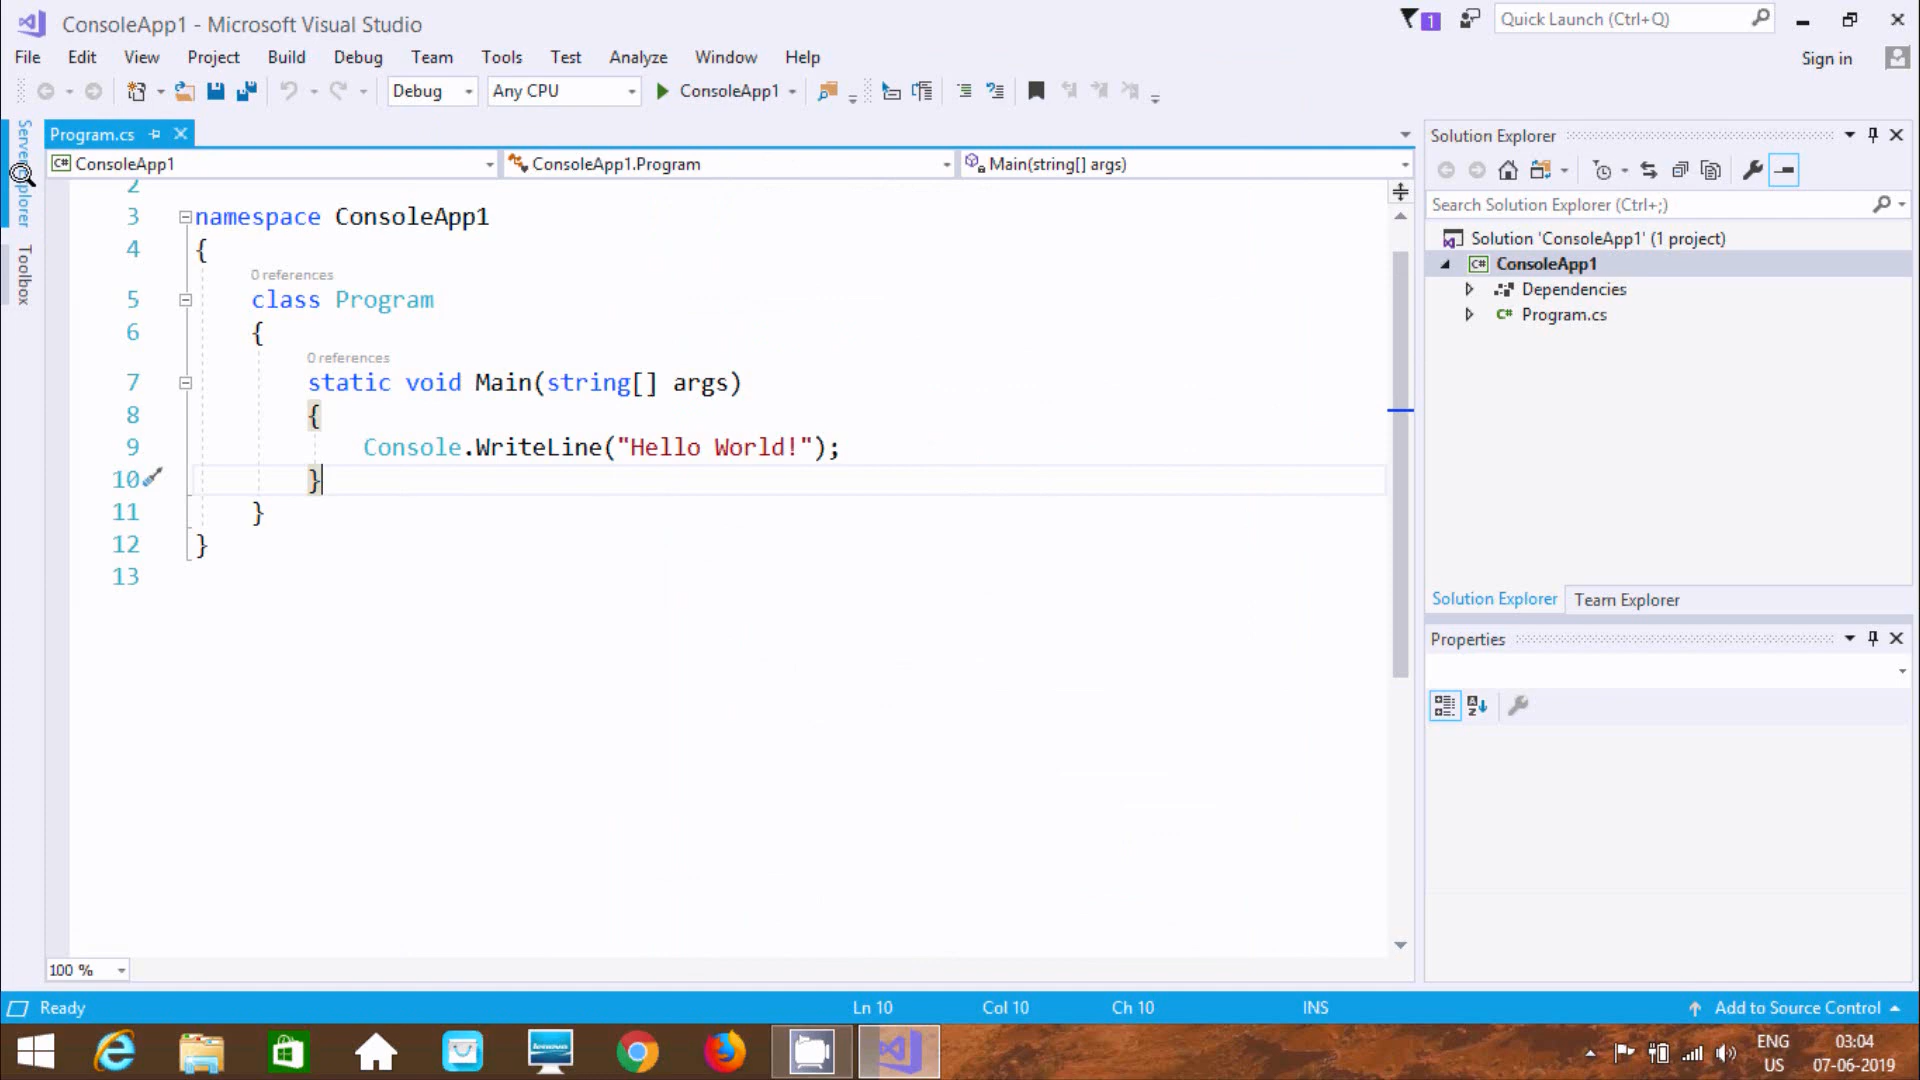 ConsoleApp1 - Microsoft Visual Studio
1
Quick Launch (Ctrl+Q)
File Edit View Project Build Debug Team Tools Test Analyze Window Help
Sign in
Debug Any CPU ConsoleApp1
Server Explorer
Toolbox
Program.cs
C# ConsoleApp1 ConsoleApp1.Program Main(string[] args)
2
3 namespace ConsoleApp1
4 {
0 references
5 class Program
6 {
0 references
7 static void Main(string[] args)
8 {
9 Console.WriteLine("Hello World!");
10 }
11 }
12 }
13
100 %
Solution Explorer
Search Solution Explorer (Ctrl+;)
Solution 'ConsoleApp1' (1 project)
C# ConsoleApp1
Dependencies
C# Program.cs
Solution Explorer Team Explorer
Properties
Ready Ln 10 Col 10 Ch 10 INS Add to Source Control
ENG 03:04
US 07-06-2019